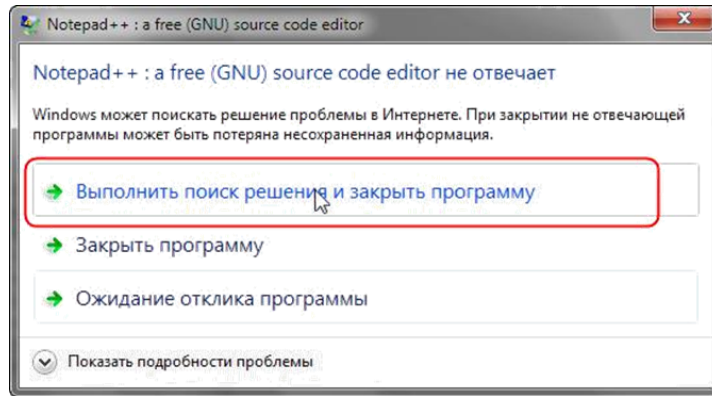 Notepad++ : a free (GNU) source code editor
Notepad++ : a free (GNU) source code editor не отвечает
Windows может поискать решение проблемы в Интернете. При закрытии не отвечающей
программы может быть потеряна несохраненная информация.
Выполнить поиск решения и закрыть программу
Закрыть программу
Ожидание отклика программы
Показать подробности проблемы